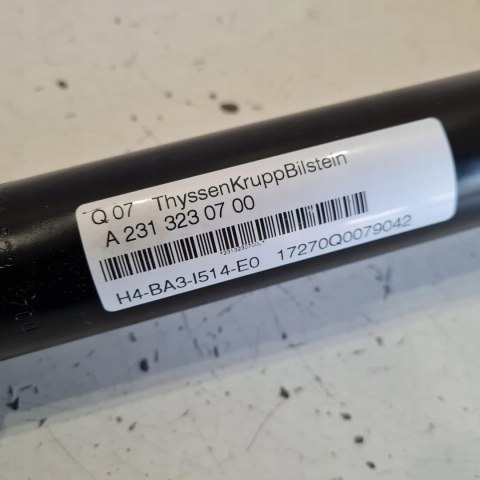 Q 07 ThyssenKruppBilstein
A 231 323 07 00
H4-BA3-I514-E0 17270Q0079042